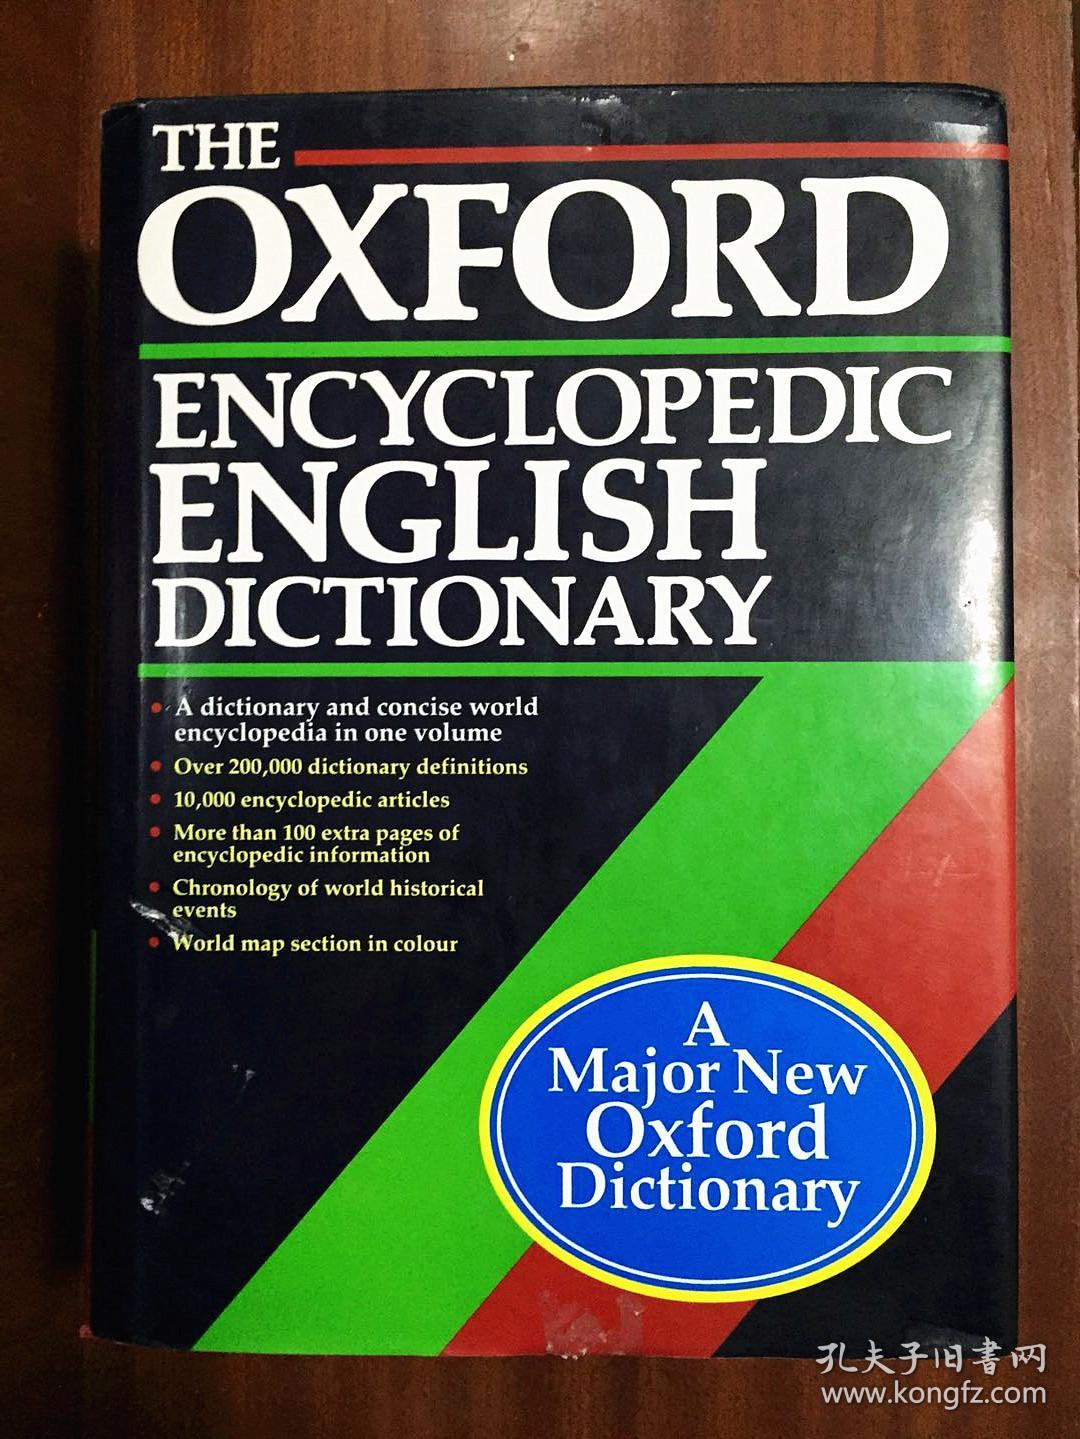 THE
OXFORD
ENCYCLOPEDIC
ENGLISH
DICTIONARY
• A dictionary and concise world
encyclopedia in one volume
• Over 200,000 dictionary definitions
• 10,000 encyclopedic articles
• More than 100 extra pages of
encyclopedic information
• Chronology of world historical
events
• World map section in colour
A
Major New
Oxford
Dictionary
孔夫子旧書网
www.kongfz.com